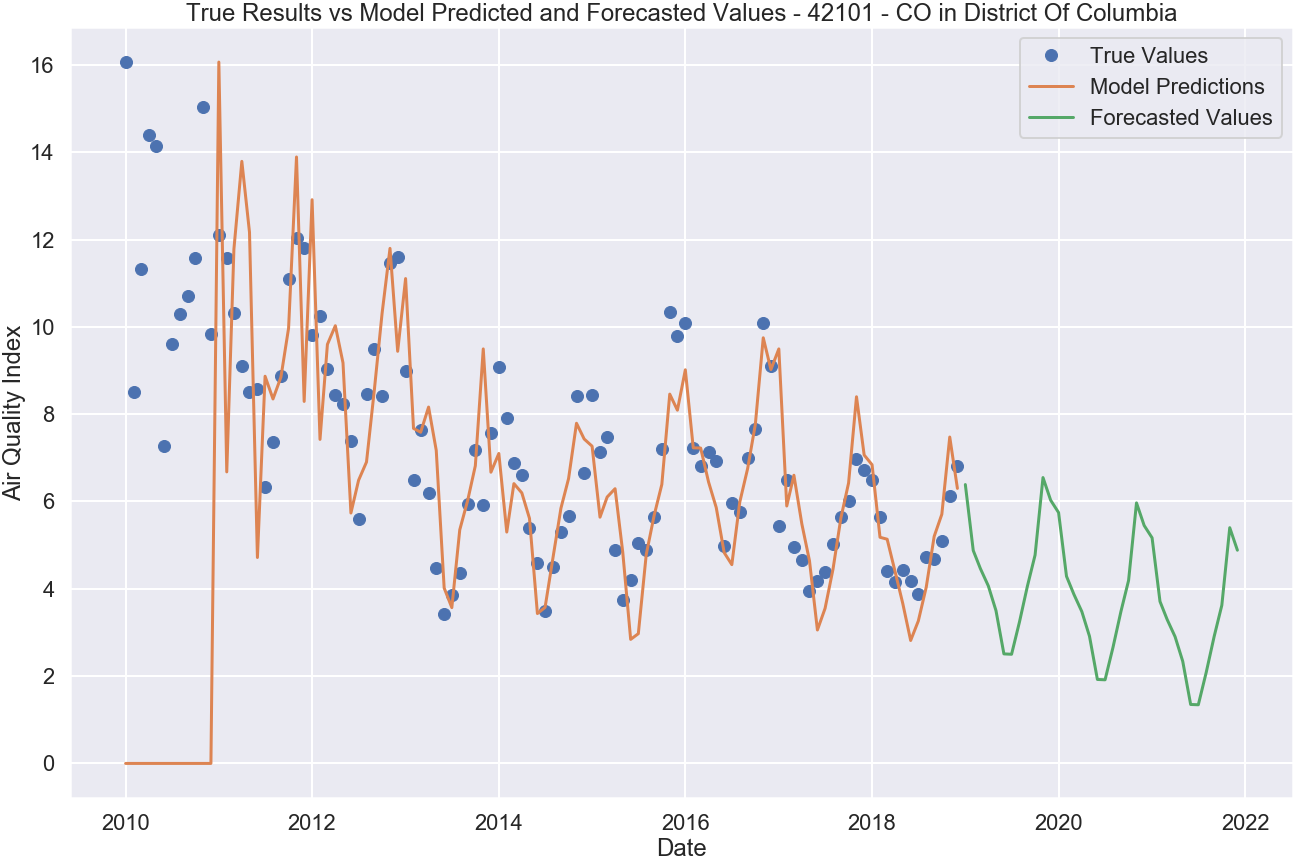 True Results vs Model Predicted and Forecasted Values - 42101 - CO in District Of Columbia
True Values
Model Predictions
Forecasted Values
Air Quality Index
16
14
12
10
8
6
4
2
0
2010 2012 2014 2016 2018 2020 2022
Date